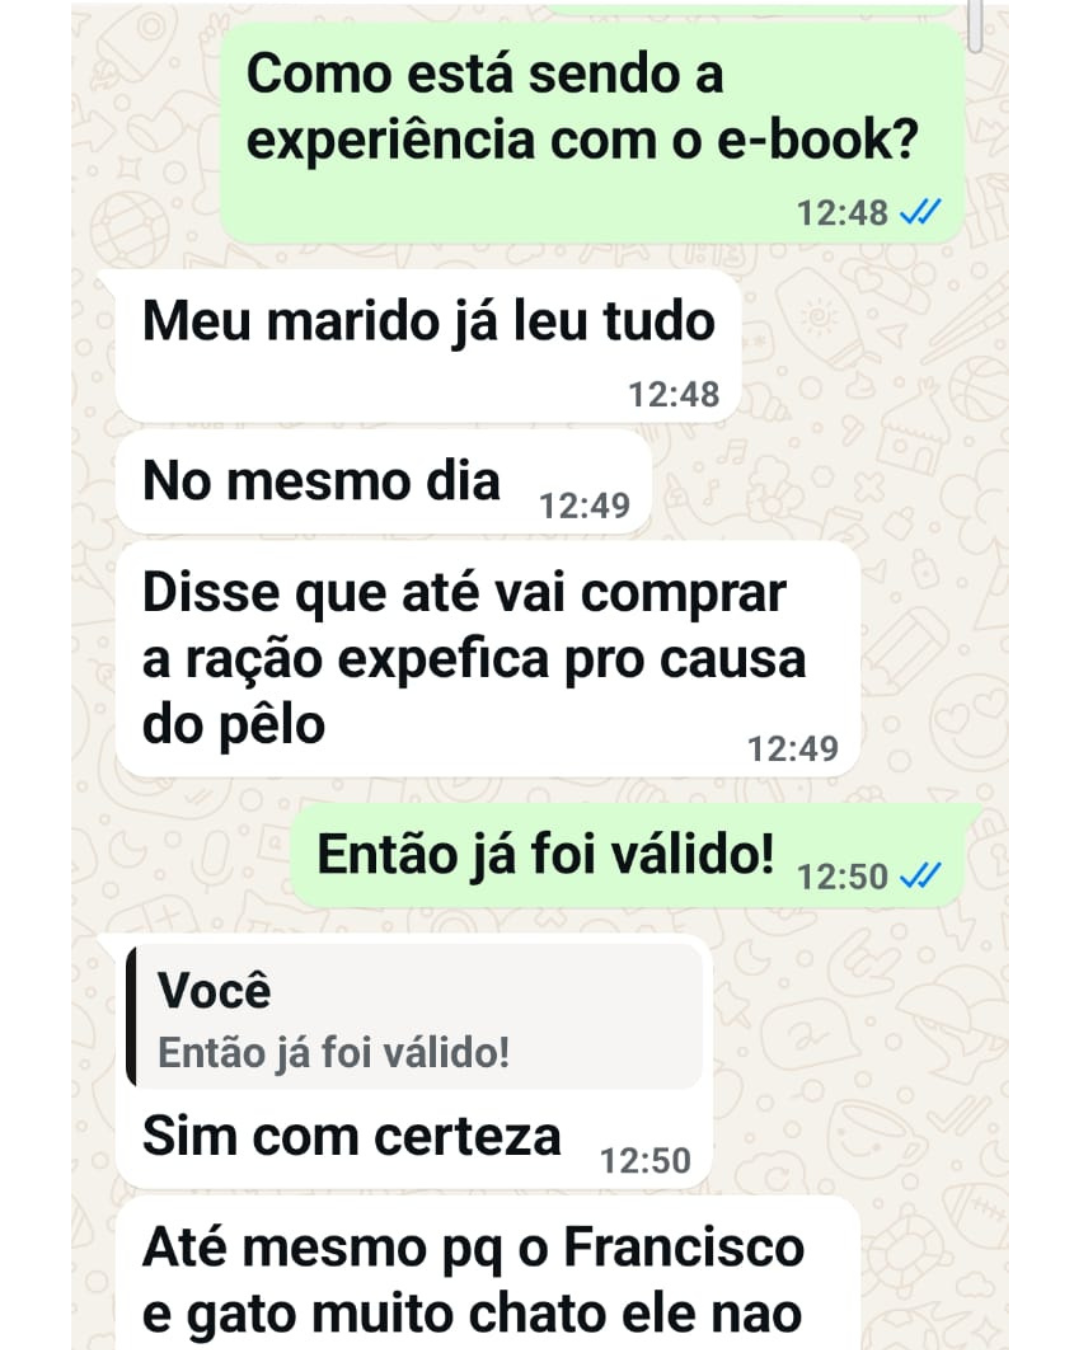 Como está sendo a
experiência com o e-book?
12:48
Meu marido já leu tudo
12:48
No mesmo dia 12:49
Disse que até vai comprar
a ração expefica pro causa
do pêlo
12:49
Então já foi válido! 12:50
Você
Então já foi válido!
Sim com certeza 12:50
Até mesmo pq o Francisco
e gato muito chato ele nao